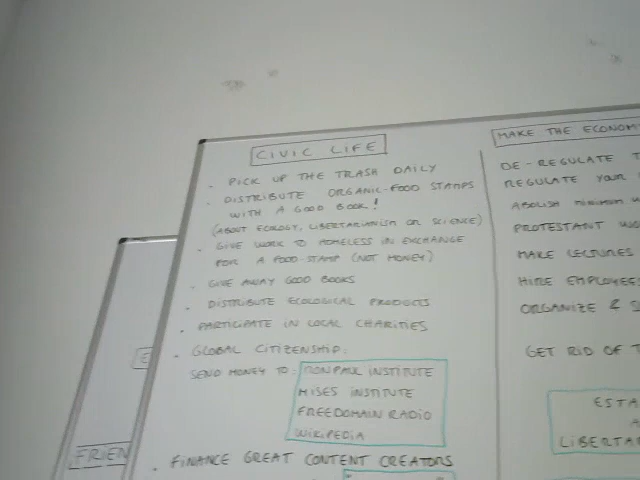 CIVIC LIFE
• PICK UP THE TRASH DAILY
• DISTRIBUTE ORGANIC-FOOD STAMPS
WITH A GOOD BOOK!
(ABOUT ECOLOGY, LIBERTARIANISM OR SCIENCE)
• GIVE WORK TO HOMELESS IN EXCHANGE
FOR A FOOD-STAMP (NOT MONEY)
• GIVE AWAY GOOD BOOKS
• DISTRIBUTE ECOLOGICAL PRODUCTS
• PARTICIPATE IN LOCAL CHARITIES
• GLOBAL CITIZENSHIP:
SEND MONEY TO: RONPAUL INSTITUTE
MISES INSTITUTE
FREEDOMAIN RADIO
WIKIPEDIA
• FINANCE GREAT CONTENT CREATORS
MAKE THE ECONOMY
DE-REGULATE T
REGULATE YOUR
ABOLISH MINIMUM W
PROTESTANT WO
MAKE LECTURES
HIRE EMPLOYEES
ORGANIZE & S
GET RID OF T
ESTA
A
LIBERTAR
E
FRIEN